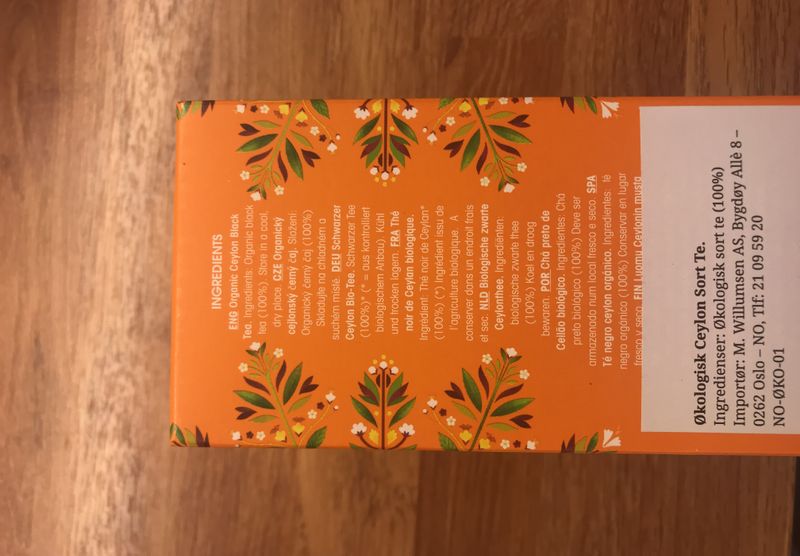 INGREDIENTS
ENG Organic Ceylon Black
Tea. Ingredients: Organic black
tea (100%) Store in a cool,
dry place. CZE Organický
cejlonský černý čaj. Složení:
Organický černý čaj (100%)
Skladujte na chladném a
suchém místě. DEU Schwarzer
Ceylon Bio-Tee. Schwarzer Tee
(100%)* (* = aus kontrolliert
biologischem Anbau). Kühl
und trocken lagern. FRA Thé
noir de Ceylan biologique.
Ingrédient: Thé noir de Ceylan*
(100%) (*) Ingrédient issu de
l'agriculture biologique. A
conserver dans un endroit frais
et sec. NLD Biologische zwarte
Ceylonthee. Ingrediënten:
biologische zwarte thee
(100%) Koel en droog
bewaren. POR Chá preto de
Ceilão biológico. Ingredientes: Chá
preto biológico (100%) Deve ser
armazenado num local fresco e seco. SPA
Té negro ceylon orgánico. Ingredientes: té
negro orgánico (100%) Conservar en lugar
fresco y seco. FIN Luomu Ceylonin musta
Økologisk Ceylon Sort Te.
Ingredienser: Økologisk sort te (100%)
Importør: M. Willumsen AS, Bygdøy Allè 8 –
0262 Oslo – NO, Tlf: 21 09 59 20
NO-ØKO-01